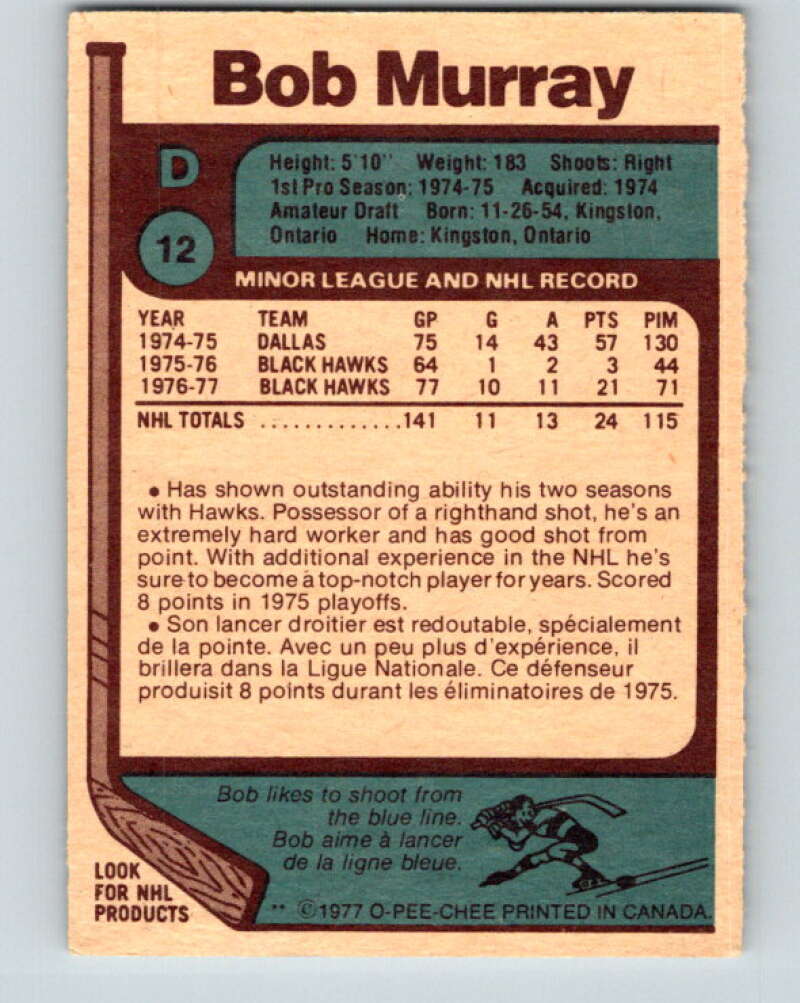 Bob Murray
D
12
Height: 5'10" Weight: 183 Shoots: Right
1st Pro Season: 1974-75 Acquired: 1974
Amateur Draft Born: 11-26-54, Kingston,
Ontario Home: Kingston, Ontario
MINOR LEAGUE AND NHL RECORD
YEAR TEAM GP G A PTS PIM
1974-75 DALLAS 75 14 43 57 130
1975-76 BLACK HAWKS 64 1 2 3 44
1976-77 BLACK HAWKS 77 10 11 21 71
NHL TOTALS .............141 11 13 24 115
• Has shown outstanding ability his two seasons
with Hawks. Possessor of a righthand shot, he's an
extremely hard worker and has good shot from
point. With additional experience in the NHL he's
sure to become a top-notch player for years. Scored
8 points in 1975 playoffs.
• Son lancer droitier est redoutable, spécialement
de la pointe. Avec un peu plus d'expérience, il
brillera dans la Ligue Nationale. Ce défenseur
produisit 8 points durant les éliminatoires de 1975.
Bob likes to shoot from
the blue line.
Bob aime à lancer
de la ligne bleue.
LOOK
FOR NHL
PRODUCTS
** ©1977 O-PEE-CHEE PRINTED IN CANADA.